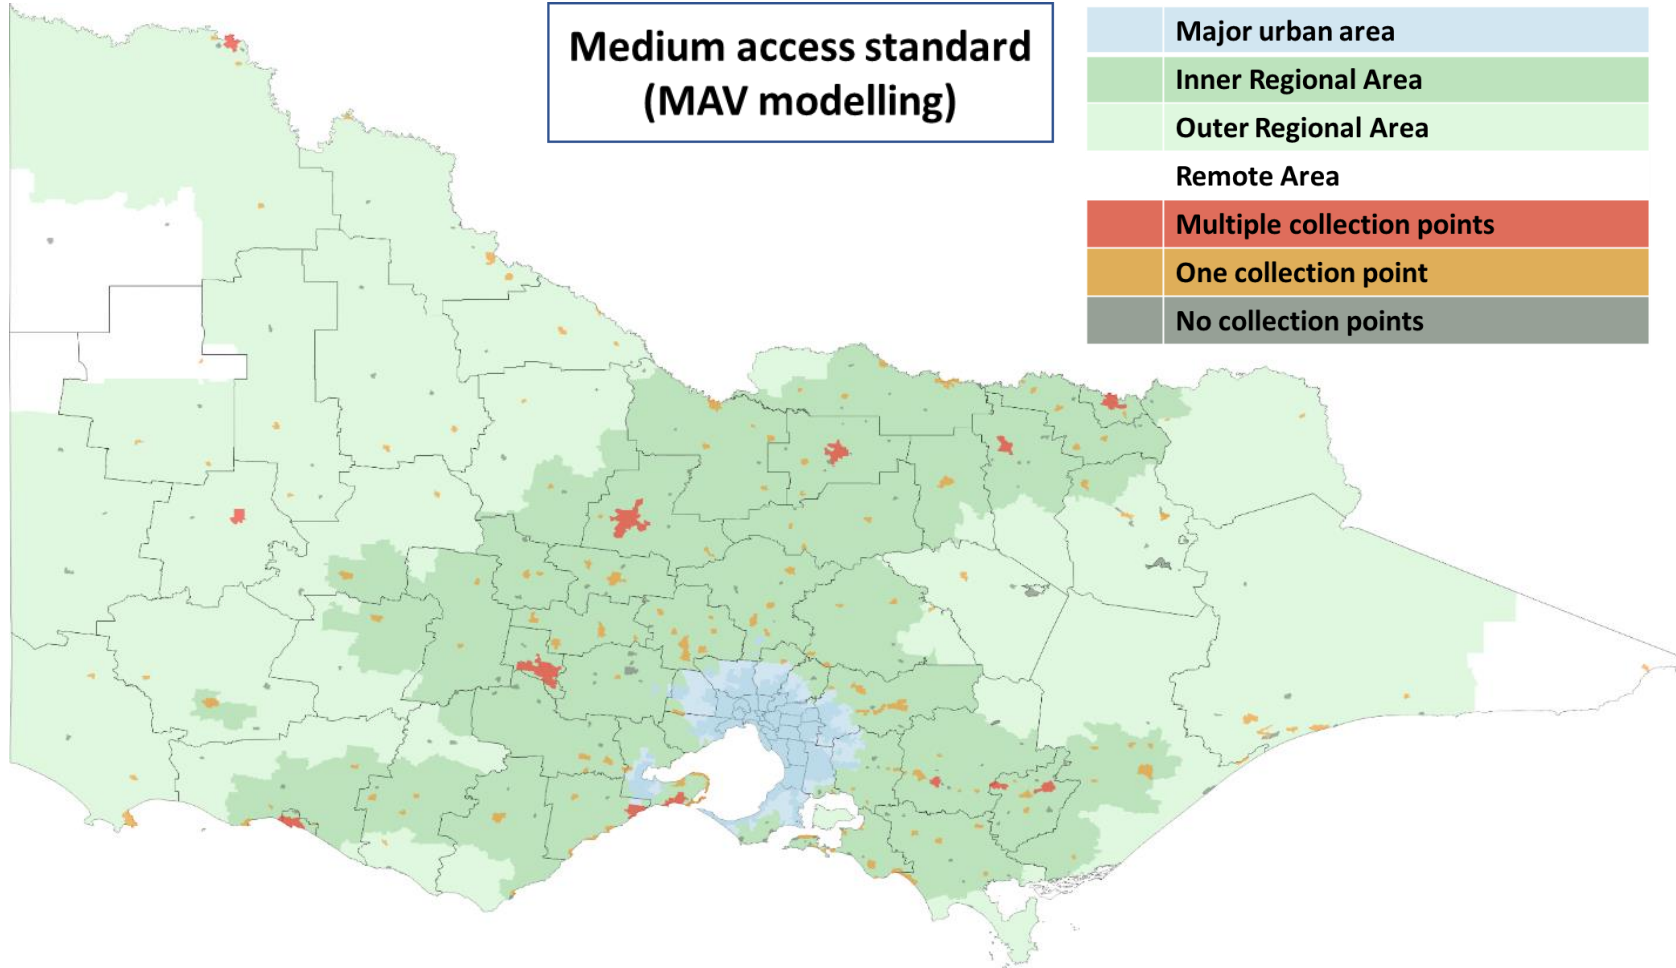 Medium access standard
(MAV modelling)
Major urban area
Inner Regional Area
Outer Regional Area
Remote Area
Multiple collection points
One collection point
No collection points